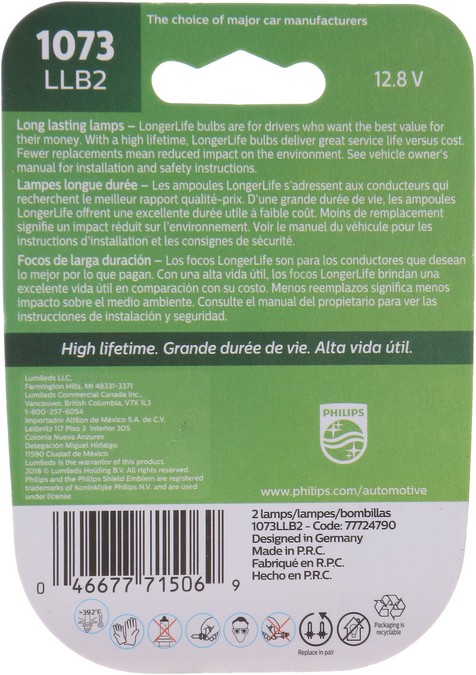 The choice of major car manufacturers
1073
LLB2
12.8 V
Long lasting lamps – LongerLife bulbs are for drivers who want the best value for
their money. With a high lifetime, LongerLife bulbs deliver great service life versus cost.
Fewer replacements mean reduced impact on the environment. See vehicle owner's
manual for installation and safety instructions.
Lampes longue durée – Les ampoules LongerLife s'adressent aux conducteurs qui
recherchent le meilleur rapport qualité-prix. D'une grande durée de vie, les ampoules
LongerLife offrent une excellente durée utile à faible coût. Moins de remplacement
signifie un impact réduit sur l'environnement. Voir le manuel du véhicule pour les
instructions d'installation et les consignes de sécurité.
Focos de larga duración – Los focos LongerLife son para los conductores que desean
lo mejor por lo que pagan. Con una alta vida útil, los focos LongerLife brindan una
excelente vida útil en comparación con su costo. Menos reemplazos significa menos
impacto sobre el medio ambiente. Consulte el manual del propietario para ver las
instrucciones de instalación y seguridad.
High lifetime. Grande durée de vie. Alta vida útil.
Lumileds LLC.
Farmington Hills, MI 48331-3371
Lumileds Commercial Canada Inc.,
Vancouver, British Columbia, V7X 1L3
1-800-257-6054
Importador Altilon de México S.A. de C.V.
Leibnitz 117 Piso 3 Interior 305
Colonia Nueva Anzures
Delegación Miguel Hidalgo
11590 Ciudad de México
Lumileds is the warrantor of this product.
2018 © Lumileds Holding B.V. All rights reserved.
Philips and the Philips Shield Emblem are registered
trademarks of Koninklijke Philips N.V. and are used
under license.
PHILIPS
www.philips.com/automotive
2 lamps/lampes/bombillas
1073LLB2 - Code: 77724790
Designed in Germany
Made in P.R.C.
Fabriqué en R.P.C.
Hecho en P.R.C.
0 46677 71506 9
>392°F
Replace in pair
Packaging is
recyclable